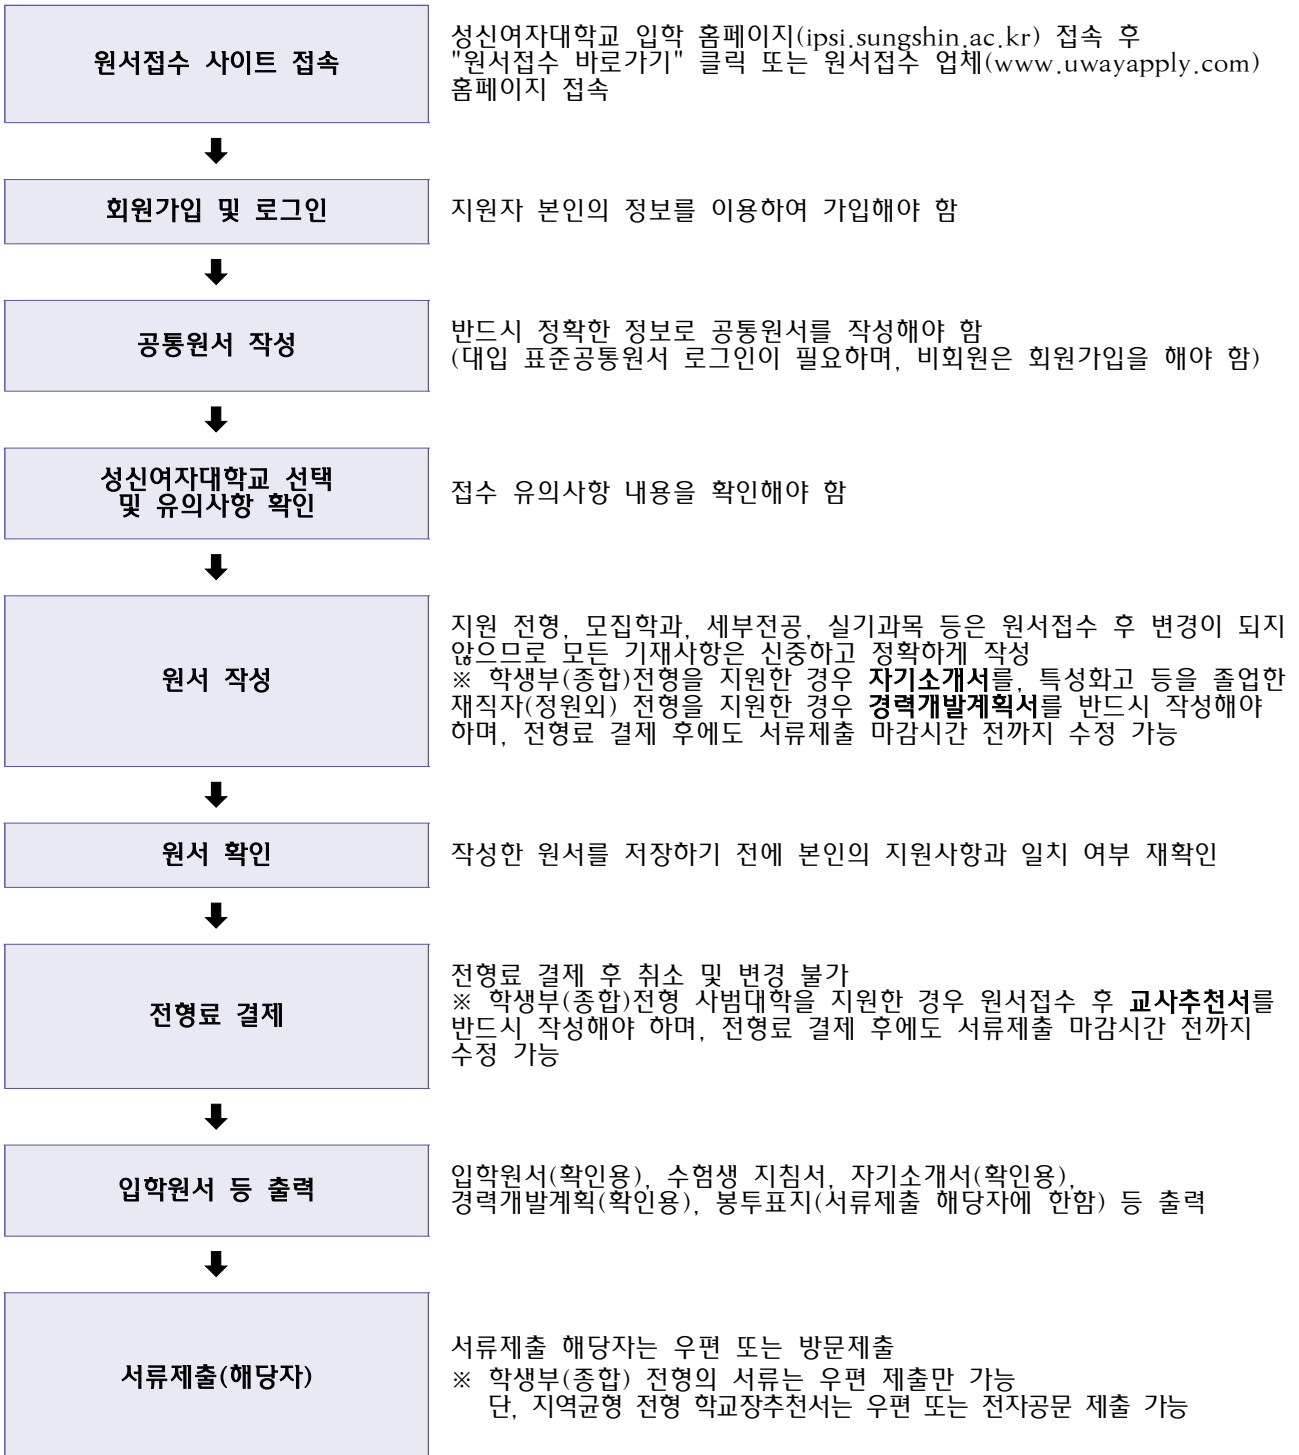 원서접수 사이트 접속
성신여자대학교 입학 홈페이지(ipsi.sungshin.ac.kr) 접속 후
"원서접수 바로가기" 클릭 또는 원서접수 업체(www.uwayapply.com)
홈페이지 접속
회원가입 및 로그인
지원자 본인의 정보를 이용하여 가입해야 함
공통원서 작성
반드시 정확한 정보로 공통원서를 작성해야 함
(대입 표준공통원서 로그인이 필요하며, 비회원은 회원가입을 해야 함)
성신여자대학교 선택
및 유의사항 확인
접수 유의사항 내용을 확인해야 함
원서 작성
지원 전형, 모집학과, 세부전공, 실기과목 등은 원서접수 후 변경이 되지
않으므로 모든 기재사항은 신중하고 정확하게 작성
※ 학생부(종합)전형을 지원한 경우 자기소개서를, 특성화고 등을 졸업한
재직자(정원외) 전형을 지원한 경우 경력개발계획서를 반드시 작성해야
하며, 전형료 결제 후에도 서류제출 마감시간 전까지 수정 가능
원서 확인
작성한 원서를 저장하기 전에 본인의 지원사항과 일치 여부 재확인
전형료 결제
전형료 결제 후 취소 및 변경 불가
※ 학생부(종합)전형 사범대학을 지원한 경우 원서접수 후 교사추천서를
반드시 작성해야 하며, 전형료 결제 후에도 서류제출 마감시간 전까지
수정 가능
입학원서 등 출력
입학원서(확인용), 수험생 지침서, 자기소개서(확인용),
경력개발계획(확인용), 봉투표지(서류제출 해당자에 한함) 등 출력
서류제출(해당자)
서류제출 해당자는 우편 또는 방문제출
※ 학생부(종합) 전형의 서류는 우편 제출만 가능
단, 지역균형 전형 학교장추천서는 우편 또는 전자공문 제출 가능